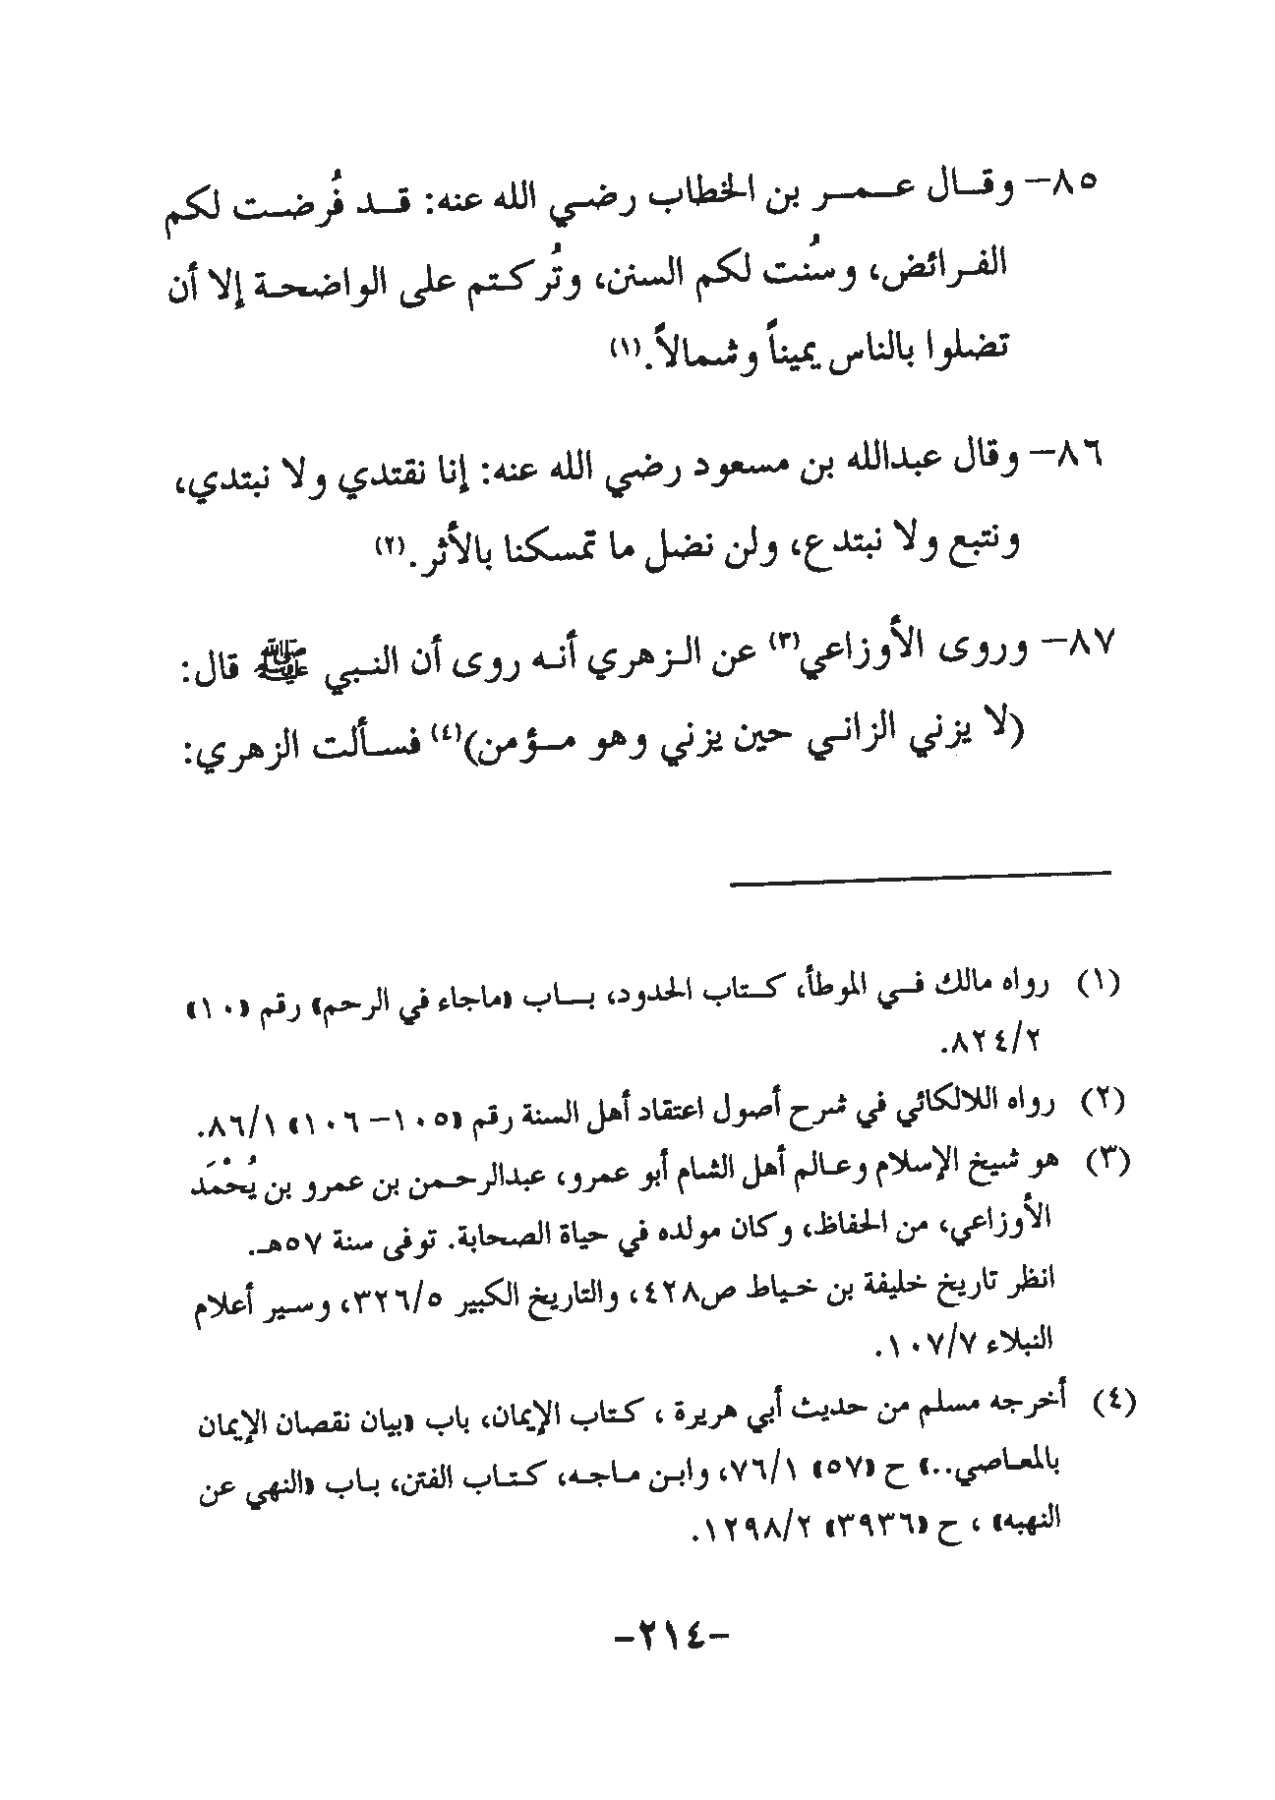 ٨٥- وقال عمر بن الخطاب رضي الله عنه: قد فُرضت لكم
الفرائض، وسُنت لكم السنن، وتُركتم على الواضحة إلا أن
تضلوا بالناس يميناً وشمالاً.(١)
٨٦- وقال عبدالله بن مسعود رضي الله عنه: إنا نقتدي ولا نبتدي،
ونتبع ولا نبتدع، ولن نضل ما تمسكنا بالأثر.(٢)
٨٧- وروى الأوزاعي(٣) عن الزهري أنه روى أن النبي ﷺ قال:
(لا يزني الزاني حين يزني وهو مؤمن)(٤) فسألت الزهري:
(١) رواه مالك في الموطأ، كتاب الحدود، باب «ماجاء في الرحم» رقم «١٠»
٨٢٤/٢.
(٢) رواه اللالكائي في شرح أصول اعتقاد أهل السنة رقم «١٠٥- ١٠٦» ٨٦/١.
(٣) هو شيخ الإسلام وعالم أهل الشام أبو عمرو، عبدالرحمن بن عمرو بن يُحْمَد
الأوزاعي، من الحفاظ، وكان مولده في حياة الصحابة. توفى سنة ٥٧هـ.
انظر تاريخ خليفة بن خياط ص٤٢٨، والتاريخ الكبير ٣٢٦/٥، وسير أعلام
النبلاء ١٠٧/٧.
(٤) أخرجه مسلم من حديث أبي هريرة ، كتاب الإيمان، باب «بيان نقصان الإيمان
بالمعاصي..» ح «٥٧» ٧٦/١، وابن ماجه، كتاب الفتن، باب «النهي عن
النهبه» ، ح «٣٩٣٦» ١٢٩٨/٢.
-٢١٤-